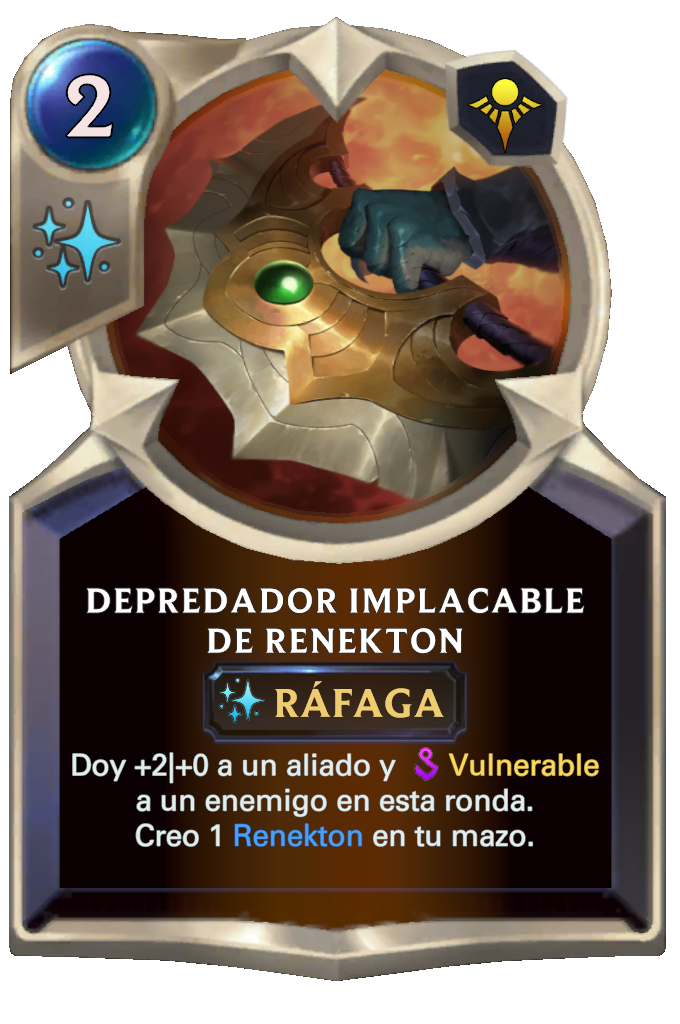 2
DEPREDADOR IMPLACABLE
DE RENEKTON
RÁFAGA
Doy +2|+0 a un aliado y Vulnerable
a un enemigo en esta ronda.
Creo 1 Renekton en tu mazo.